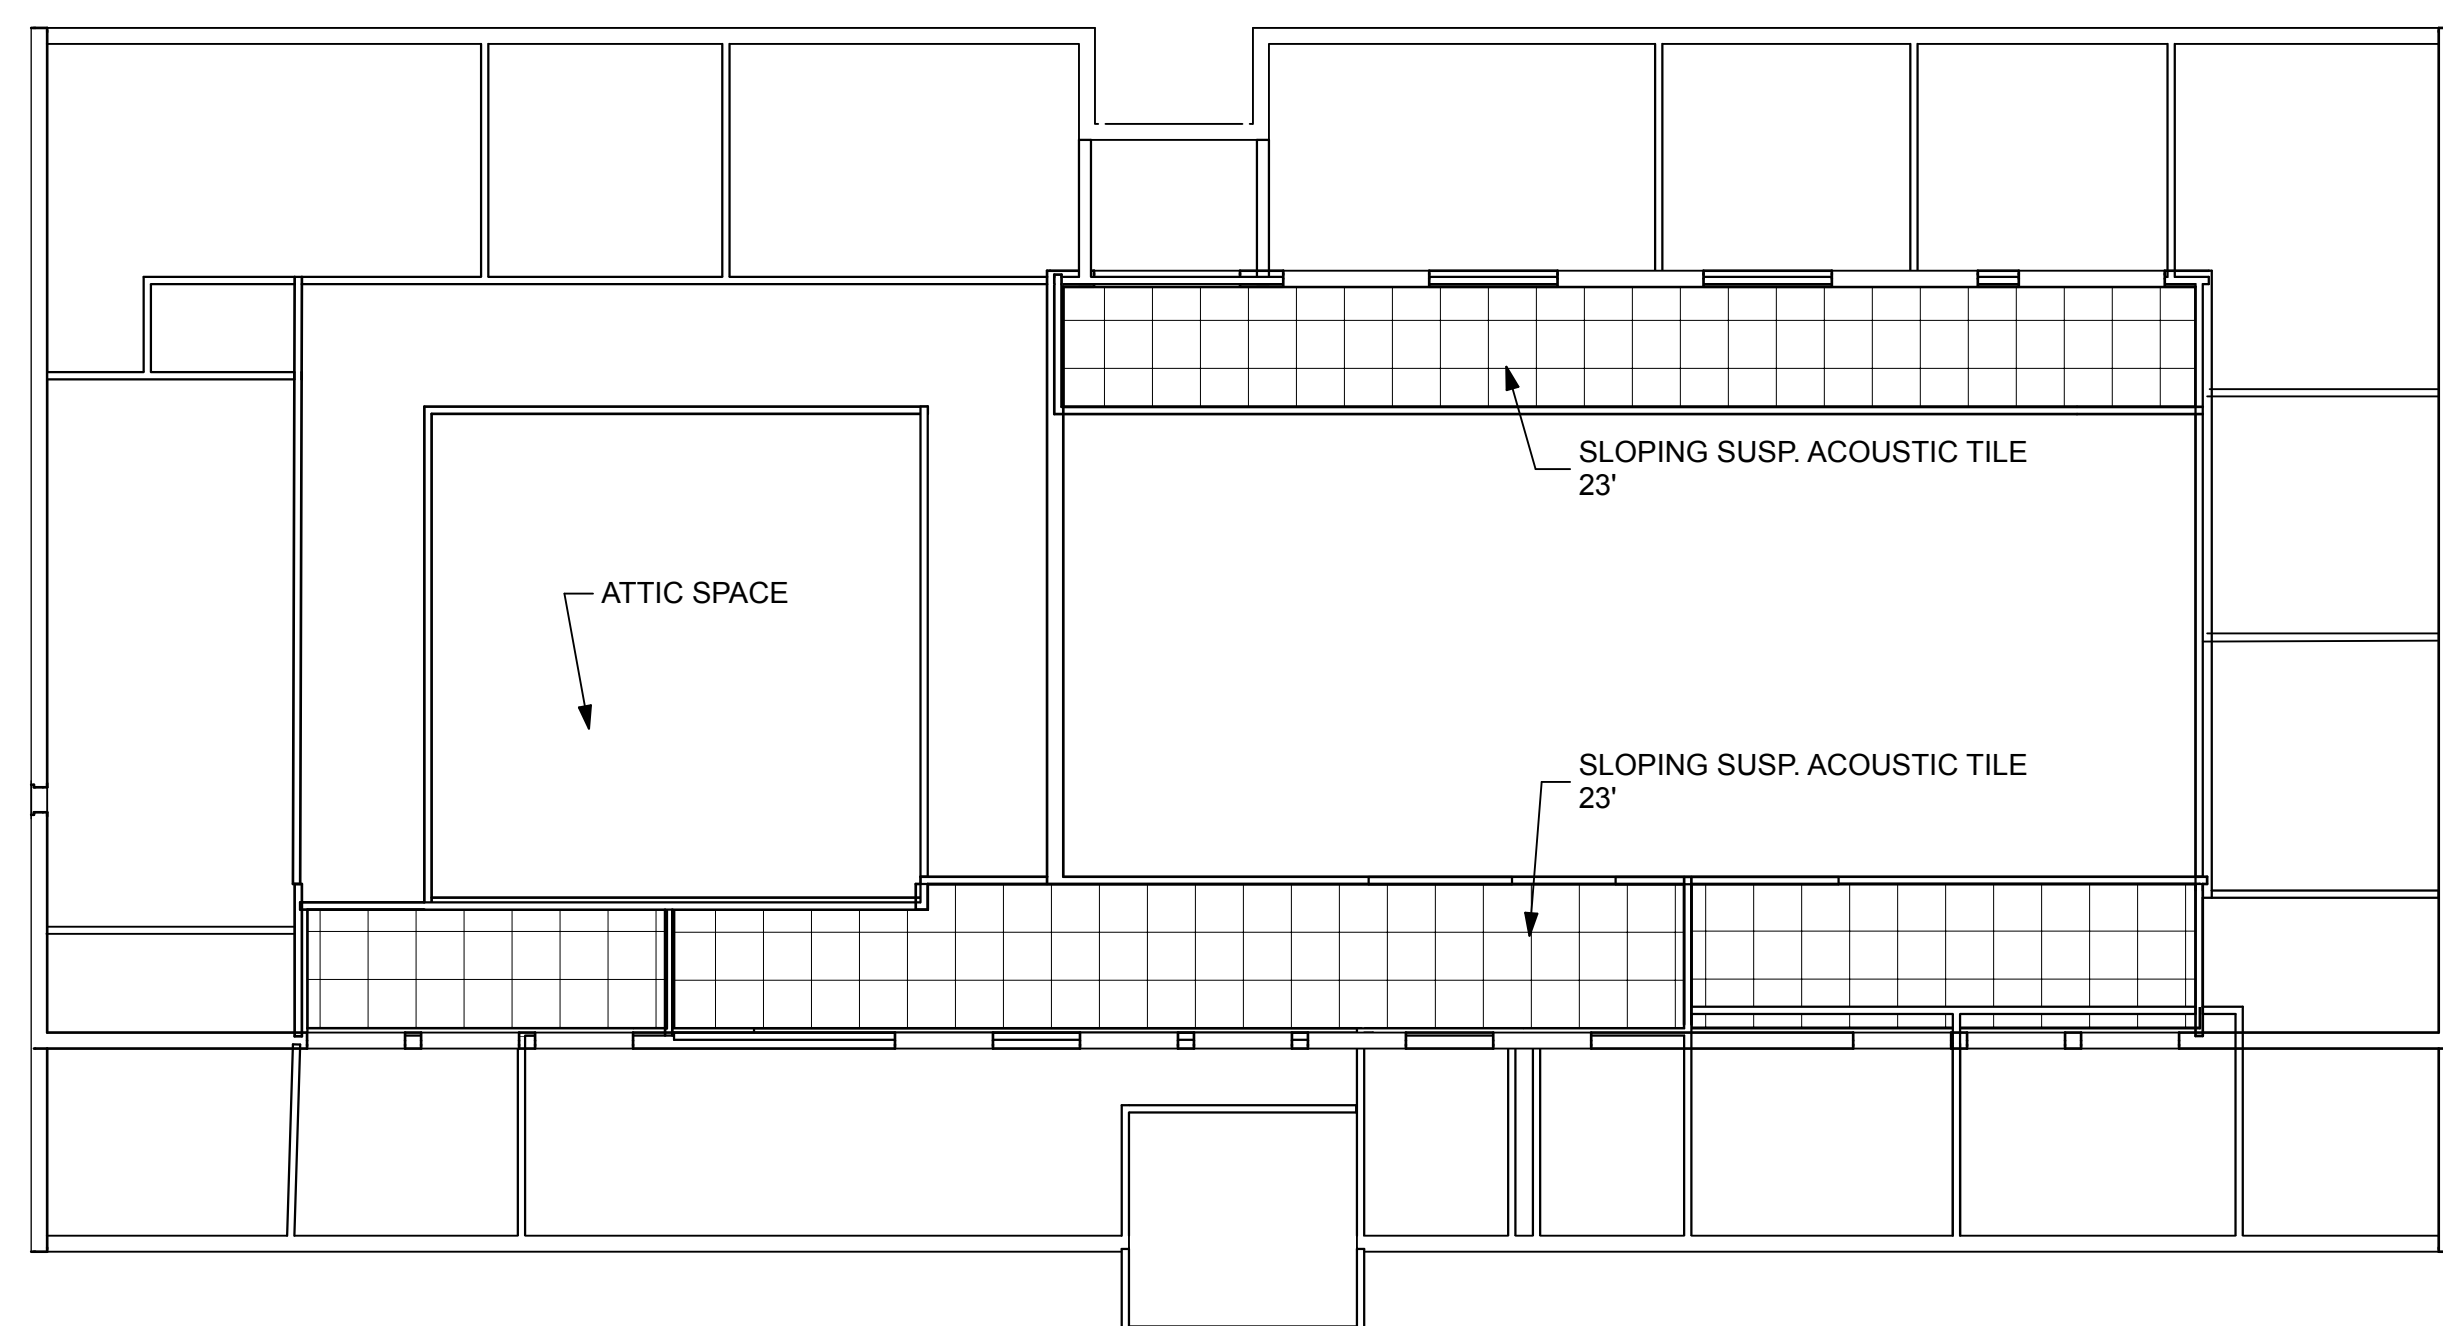 SLOPING SUSP. ACOUSTIC TILE
23'
ATTIC SPACE
SLOPING SUSP. ACOUSTIC TILE
23'